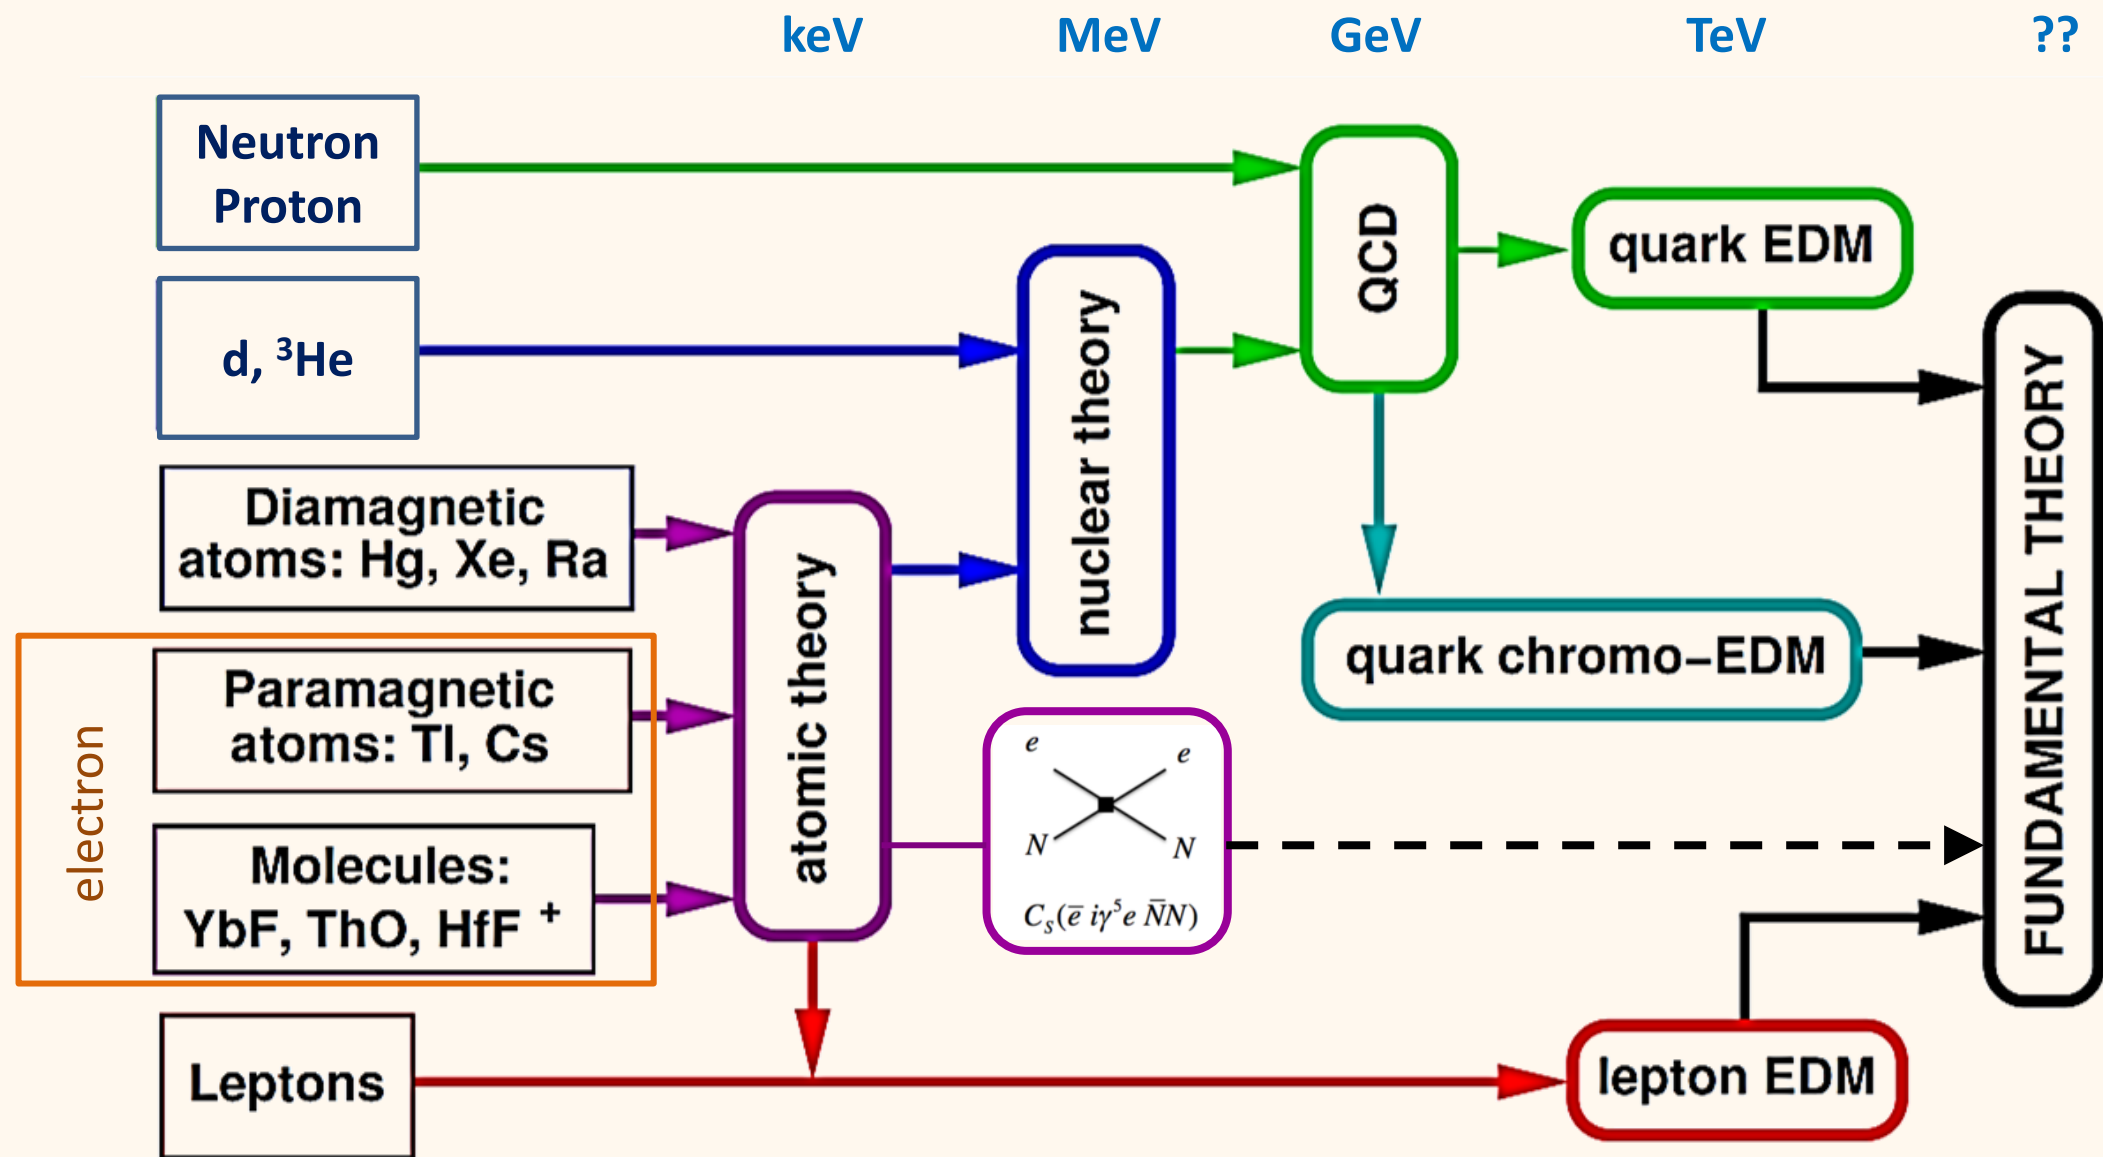 keV MeV GeV TeV ??
Neutron
Proton
d, ³He
Diamagnetic
atoms: Hg, Xe, Ra
electron
Paramagnetic
atoms: Tl, Cs
Molecules:
YbF, ThO, HfF⁺
Leptons
atomic theory
nuclear theory
e
e
N
N
Cₛ(e̅ iγ⁵e N̅N)
QCD
quark EDM
quark chromo–EDM
lepton EDM
FUNDAMENTAL THEORY